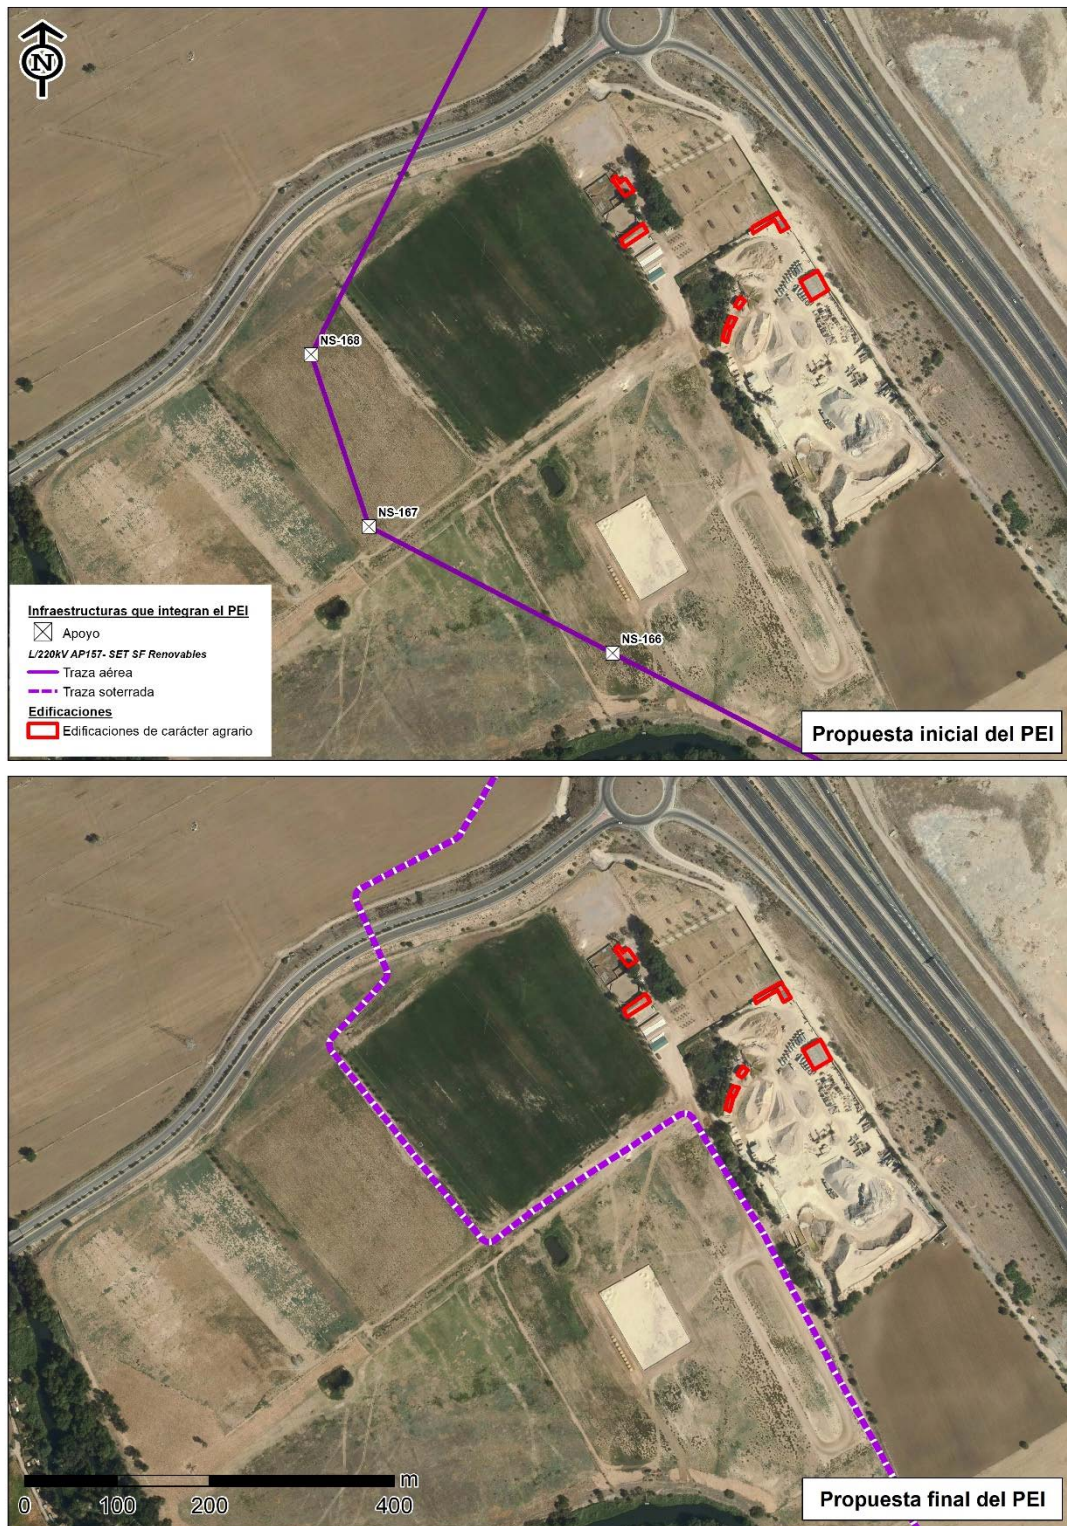 N
NS-168
NS-167
NS-166
Infraestructuras que integran el PEI
Apoyo
L/220kV AP157- SET SF Renovables
Traza aérea
Traza soterrada
Edificaciones
Edificaciones de carácter agrario
Propuesta inicial del PEI
m
0 100 200 400
Propuesta final del PEI